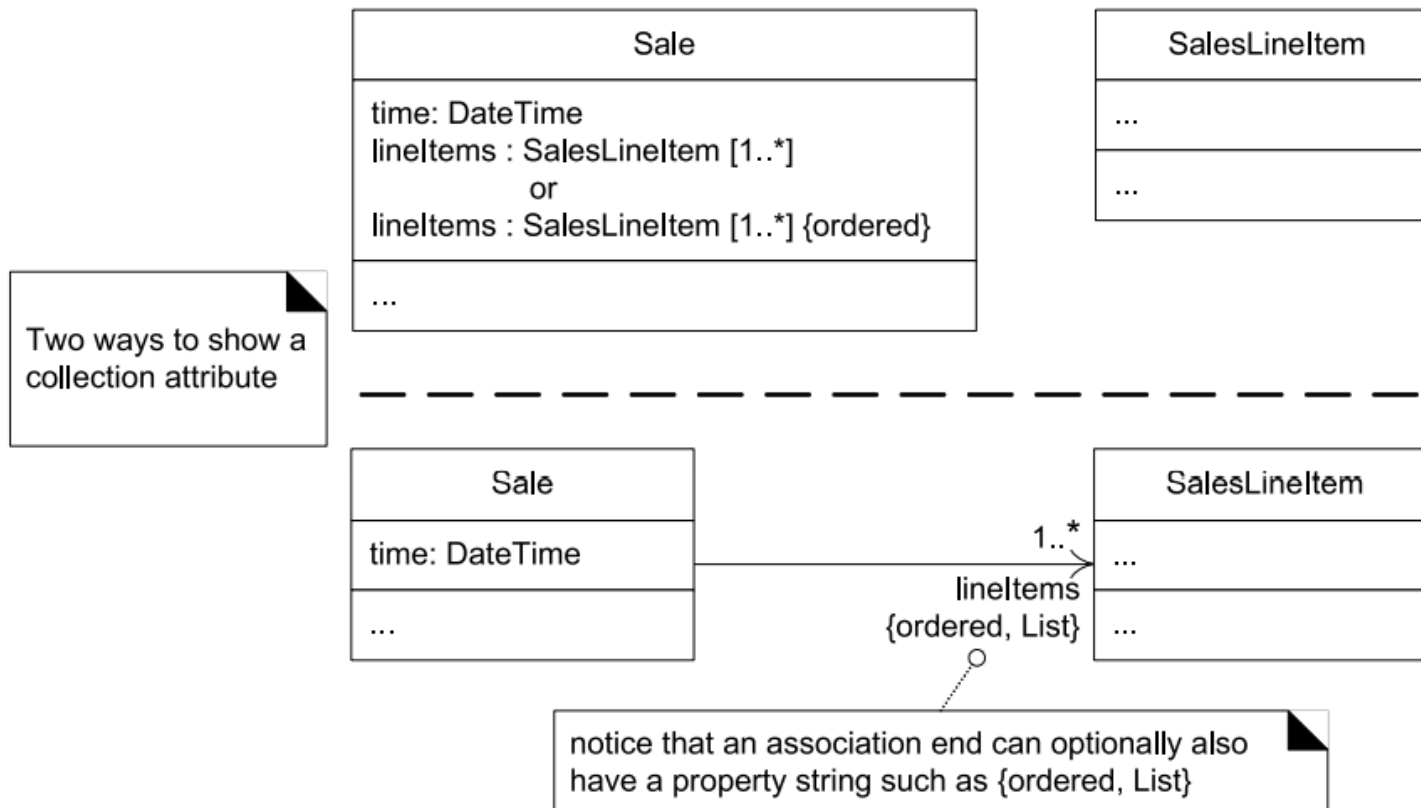 Sale
time: DateTime
lineItems : SalesLineItem [1..*]
or
lineItems : SalesLineItem [1..*] {ordered}
...
SalesLineItem
...
...
Two ways to show a
collection attribute
Sale
time: DateTime
...
1..*
lineItems
{ordered, List}
SalesLineItem
...
...
notice that an association end can optionally also
have a property string such as {ordered, List}